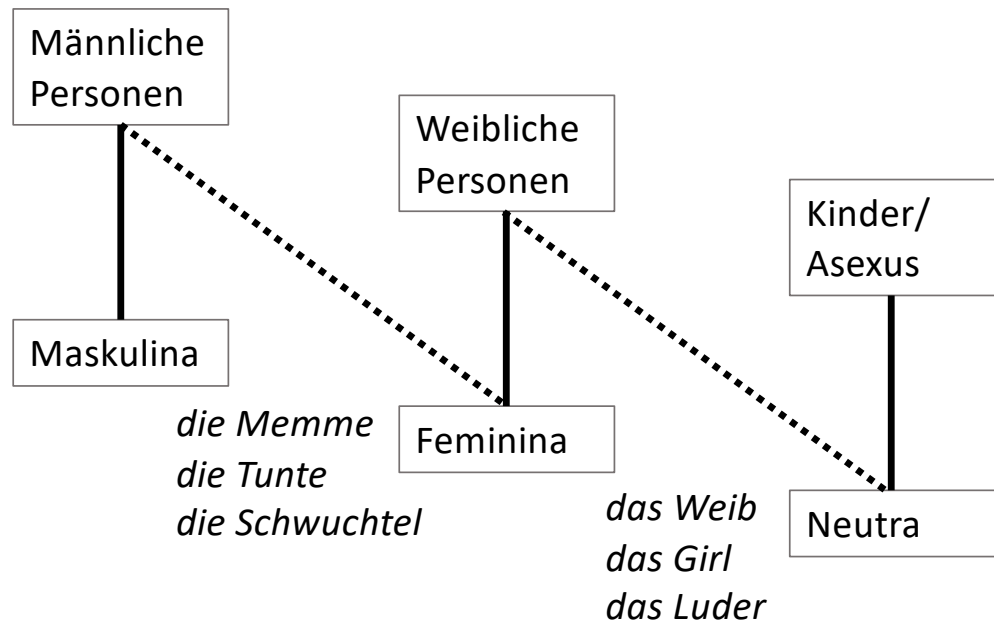 Männliche
Personen
Weibliche
Personen
Kinder/
Asexus
Maskulina
die Memme
die Tunte
die Schwuchtel
Feminina
das Weib
das Girl
das Luder
Neutra